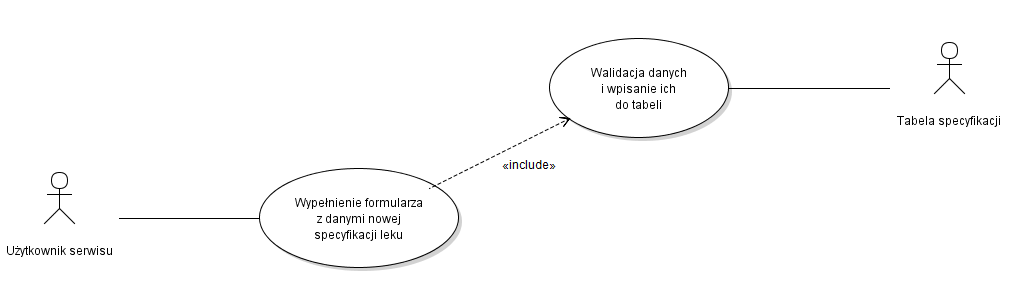 Walidacja danych
i wpisanie ich
do tabeli
Tabela specyfikacji
«include»
Wypełnienie formularza
z danymi nowej
specyfikacji leku
Użytkownik serwisu